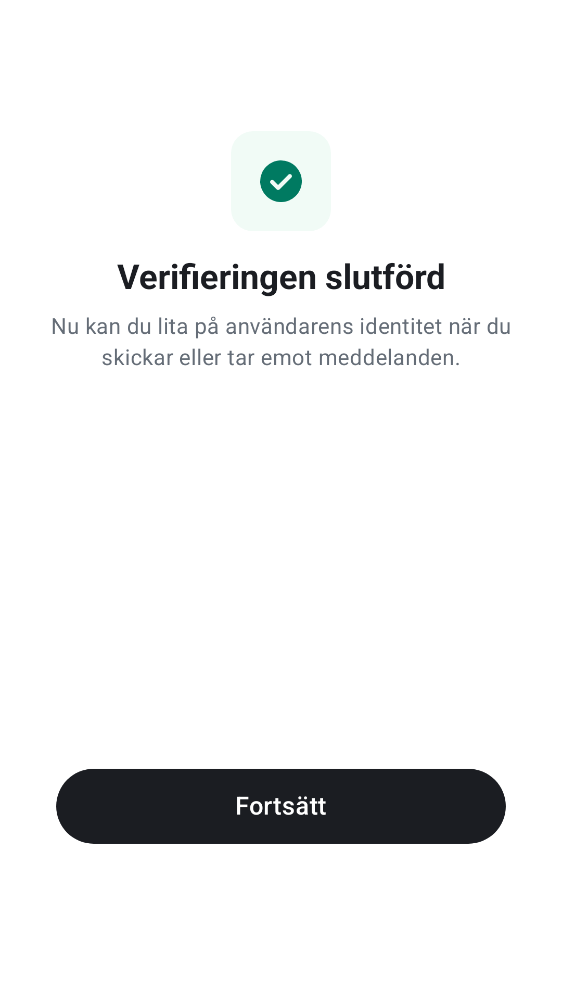 Verifieringen slutförd
Nu kan du lita på användarens identitet när du
skickar eller tar emot meddelanden.
Fortsätt